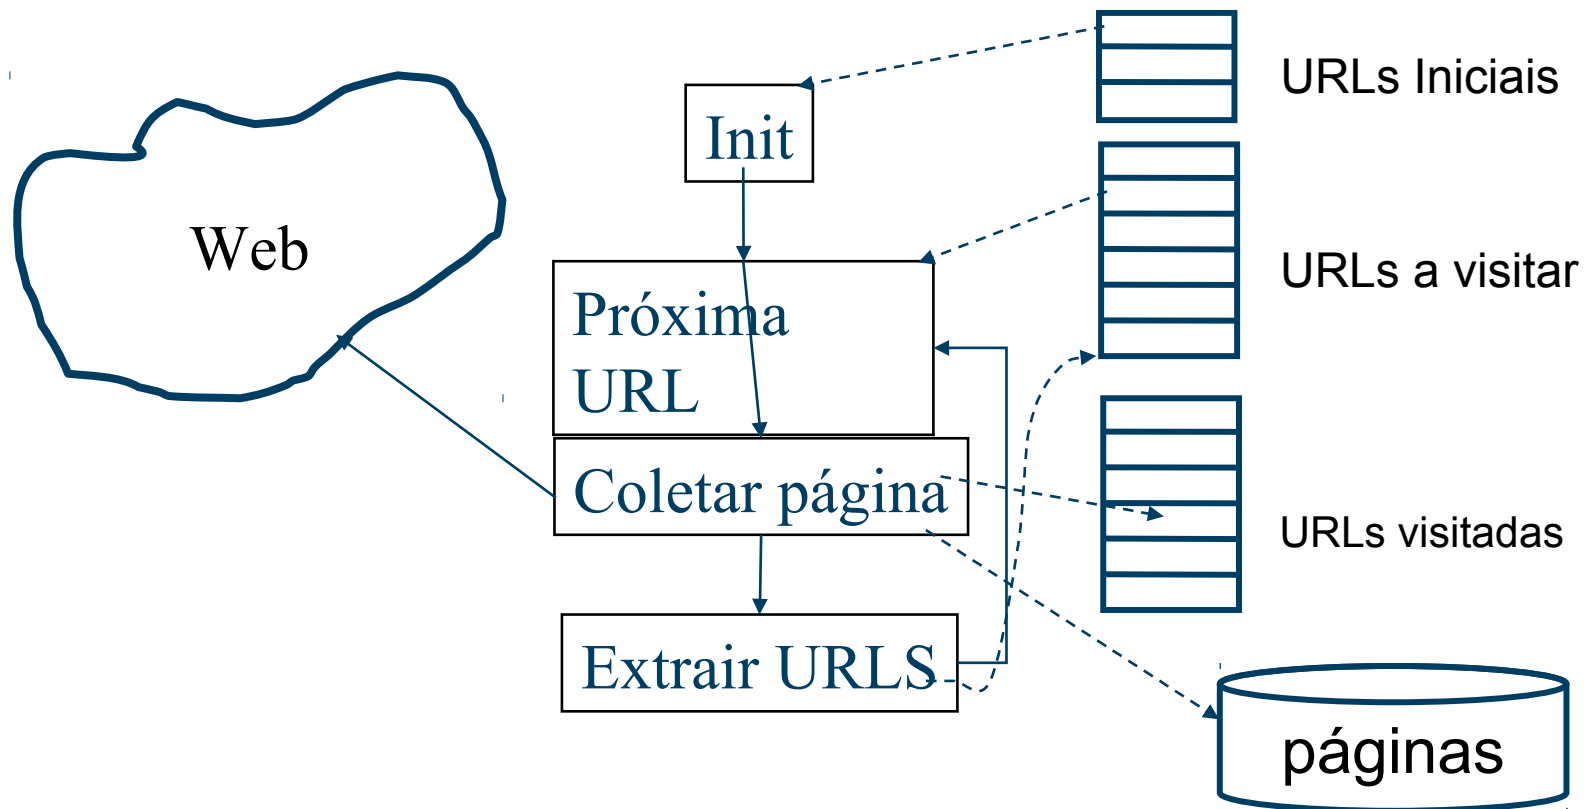 URLs Iniciais
Init
Web
URLs a visitar
Próxima
URL
Coletar página
URLs visitadas
Extrair URLS
páginas